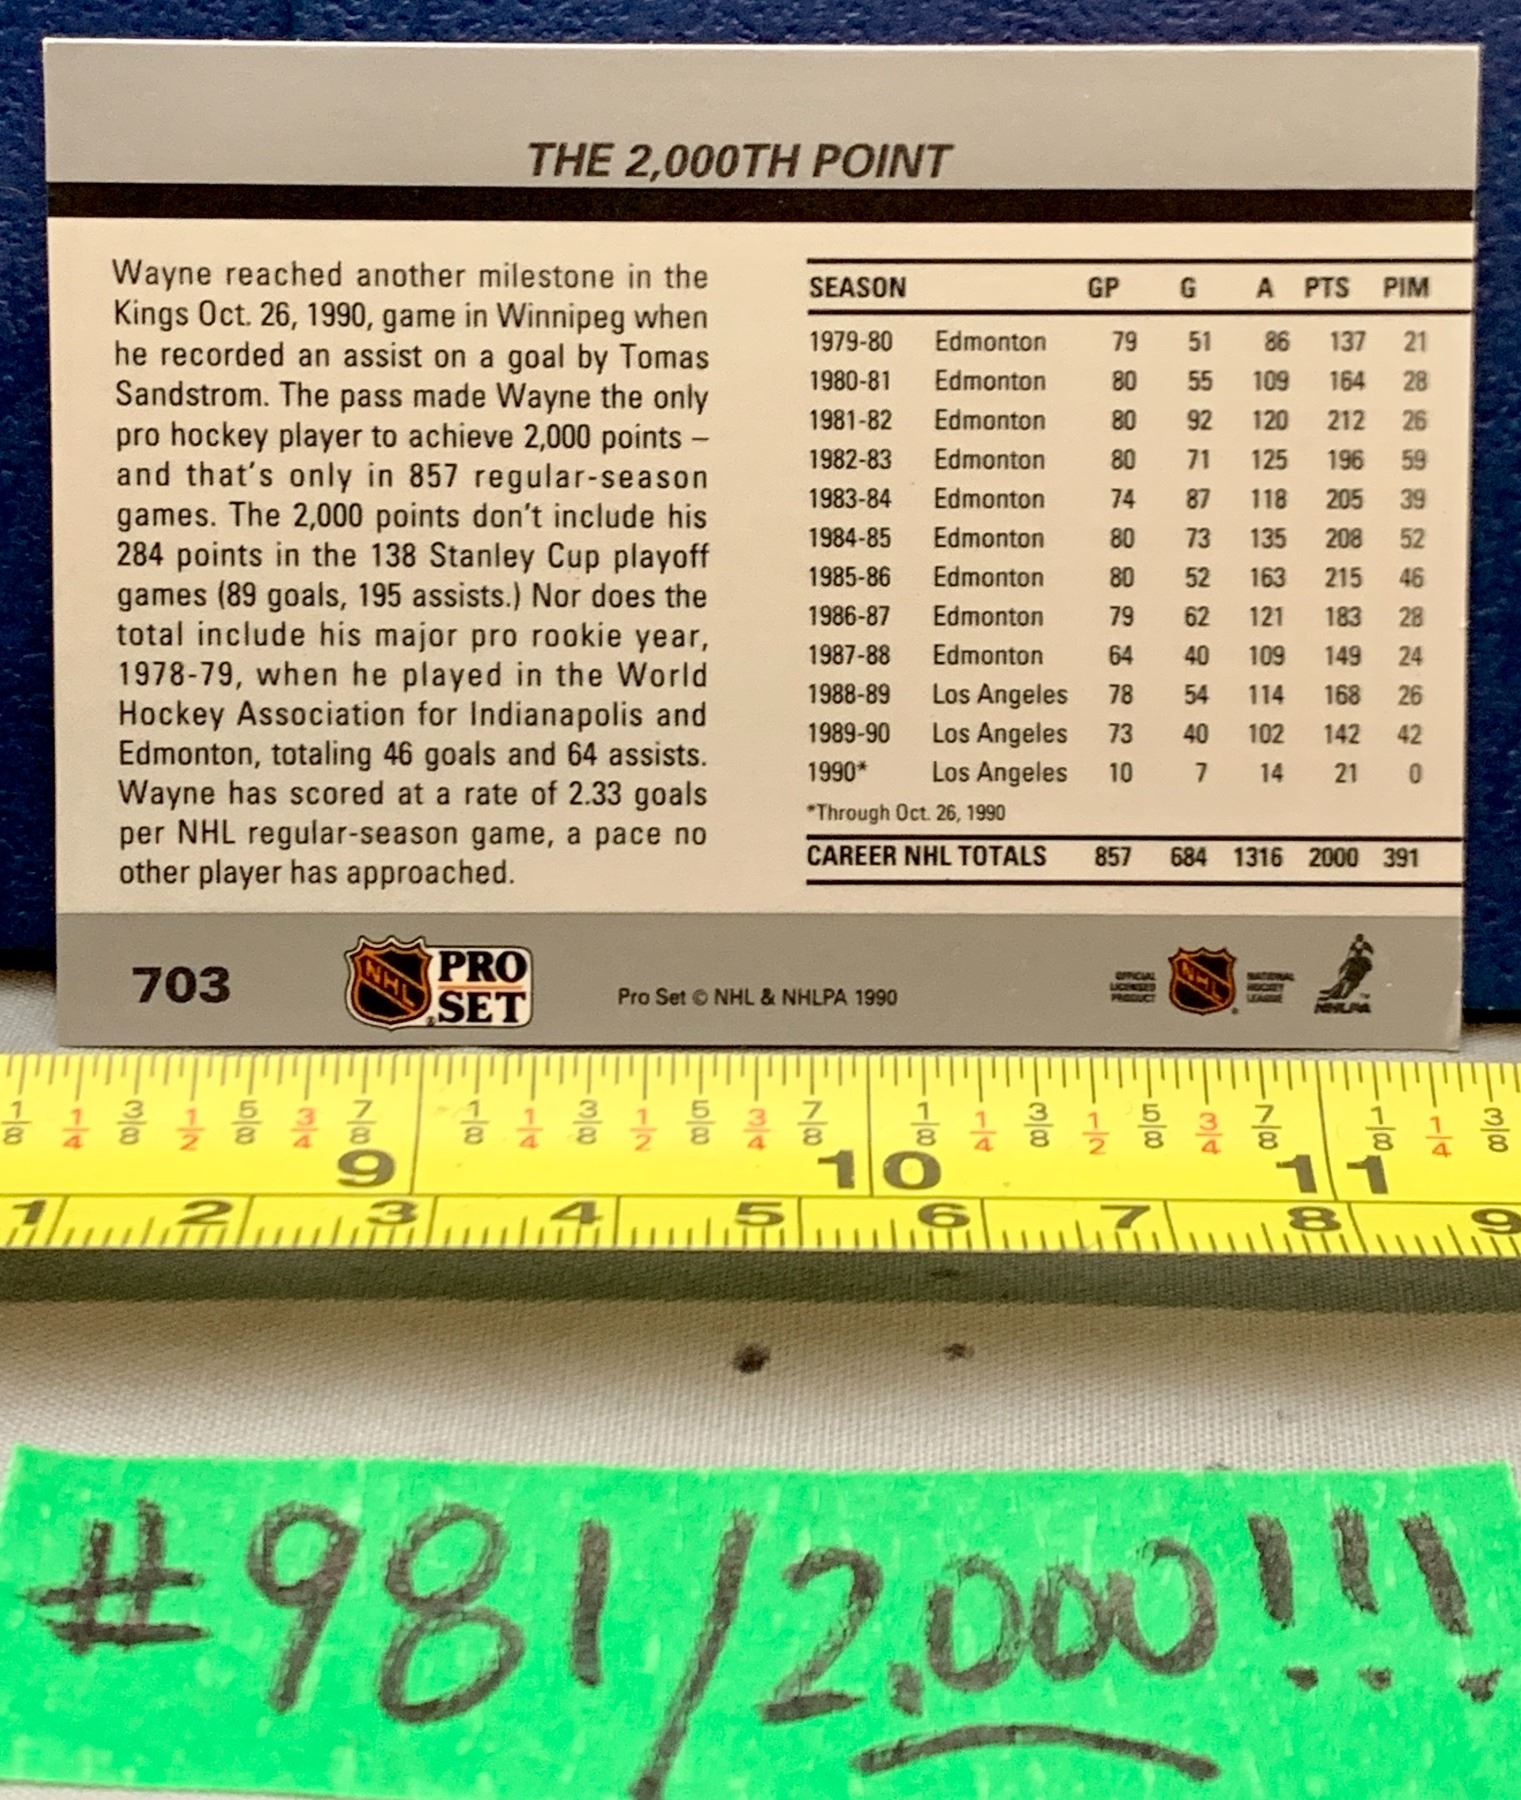 THE 2,000TH POINT
Wayne reached another milestone in the
Kings Oct. 26, 1990, game in Winnipeg when
he recorded an assist on a goal by Tomas
Sandstrom. The pass made Wayne the only
pro hockey player to achieve 2,000 points –
and that's only in 857 regular-season
games. The 2,000 points don't include his
284 points in the 138 Stanley Cup playoff
games (89 goals, 195 assists.) Nor does the
total include his major pro rookie year,
1978-79, when he played in the World
Hockey Association for Indianapolis and
Edmonton, totaling 46 goals and 64 assists.
Wayne has scored at a rate of 2.33 goals
per NHL regular-season game, a pace no
other player has approached.
SEASON GP G A PTS PIM
1979-80 Edmonton 79 51 86 137 21
1980-81 Edmonton 80 55 109 164 28
1981-82 Edmonton 80 92 120 212 26
1982-83 Edmonton 80 71 125 196 59
1983-84 Edmonton 74 87 118 205 39
1984-85 Edmonton 80 73 135 208 52
1985-86 Edmonton 80 52 163 215 46
1986-87 Edmonton 79 62 121 183 28
1987-88 Edmonton 64 40 109 149 24
1988-89 Los Angeles 78 54 114 168 26
1989-90 Los Angeles 73 40 102 142 42
1990* Los Angeles 10 7 14 21 0
*Through Oct. 26, 1990
CAREER NHL TOTALS 857 684 1316 2000 391
703
NHL PRO
SET
Pro Set © NHL & NHLPA 1990
OFFICIAL
LICENSED
PRODUCT
NHL
NATIONAL
HOCKEY
LEAGUE
NHLPA
1/8 1/4 3/8 1/2 5/8 3/4 7/8 1/8 1/4 3/8 1/2 5/8 3/4 7/8 1/8 1/4 3/8 1/2 5/8 3/4 7/8 1/8 1/4 3/8
9 10 11
1 2 3 4 5 6 7 8 9
#981/2,000!!!